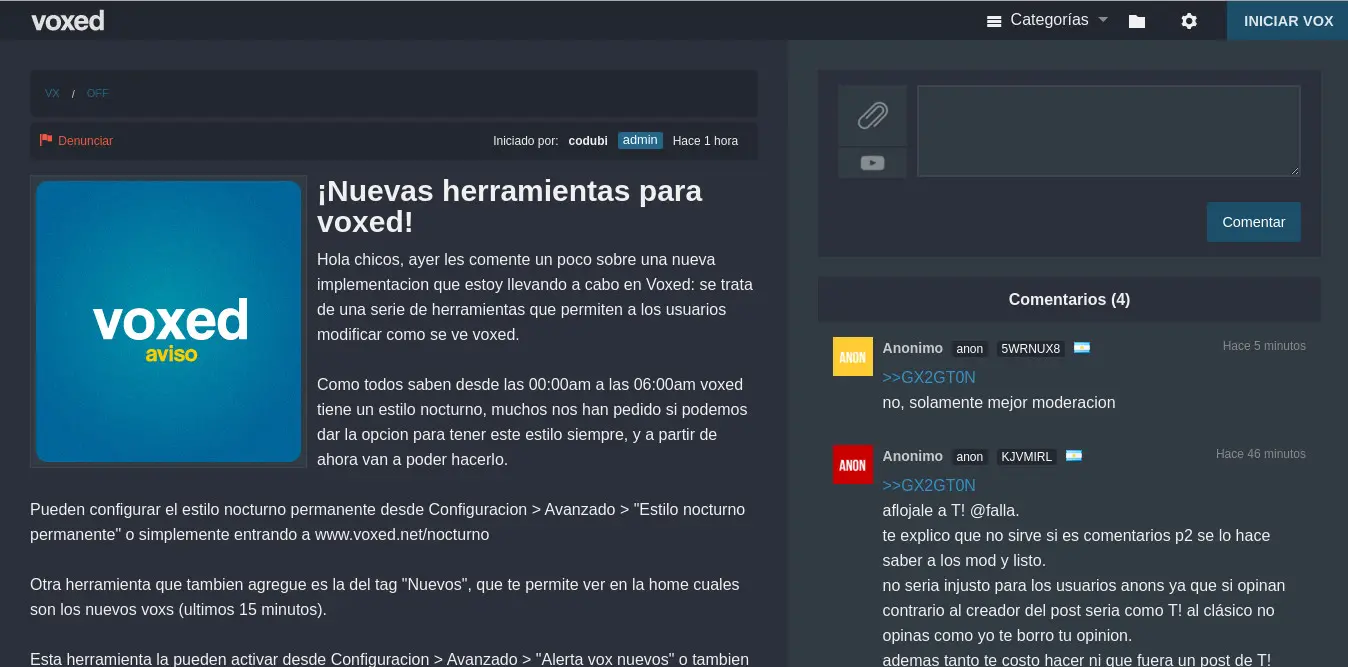 voxed
Categorías
INICIAR VOX
VX / OFF
Denunciar
Iniciado por: codubi admin Hace 1 hora
voxed
aviso
¡Nuevas herramientas para
voxed!
Hola chicos, ayer les comente un poco sobre una nueva
implementacion que estoy llevando a cabo en Voxed: se trata
de una serie de herramientas que permiten a los usuarios
modificar como se ve voxed.
Como todos saben desde las 00:00am a las 06:00am voxed
tiene un estilo nocturno, muchos nos han pedido si podemos
dar la opcion para tener este estilo siempre, y a partir de
ahora van a poder hacerlo.
Pueden configurar el estilo nocturno permanente desde Configuracion > Avanzado > "Estilo nocturno
permanente" o simplemente entrando a www.voxed.net/nocturno
Otra herramienta que tambien agregue es la del tag "Nuevos", que te permite ver en la home cuales
son los nuevos voxs (ultimos 15 minutos).
Esta herramienta la pueden activar desde Configuracion > Avanzado > "Alerta vox nuevos" o tambien
Comentar
Comentarios (4)
ANON
Anonimo anon 5WRNUX8 Hace 5 minutos
>>GX2GT0N
no, solamente mejor moderacion
ANON
Anonimo anon KJVMIRL Hace 46 minutos
>>GX2GT0N
aflojale a T! @falla.
te explico que no sirve si es comentarios p2 se lo hace
saber a los mod y listo.
no seria injusto para los usuarios anons ya que si opinan
contrario al creador del post seria como T! al clásico no
opinas como yo te borro tu opinion.
ademas tanto te costo hacer ni que fuera un post de T!